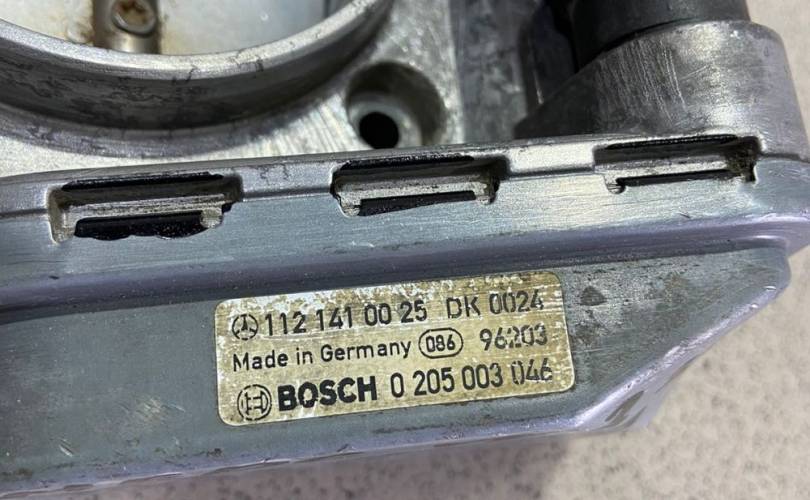 112 141 00 25 DK 0024
Made in Germany 086 96203
BOSCH 0 205 003 046